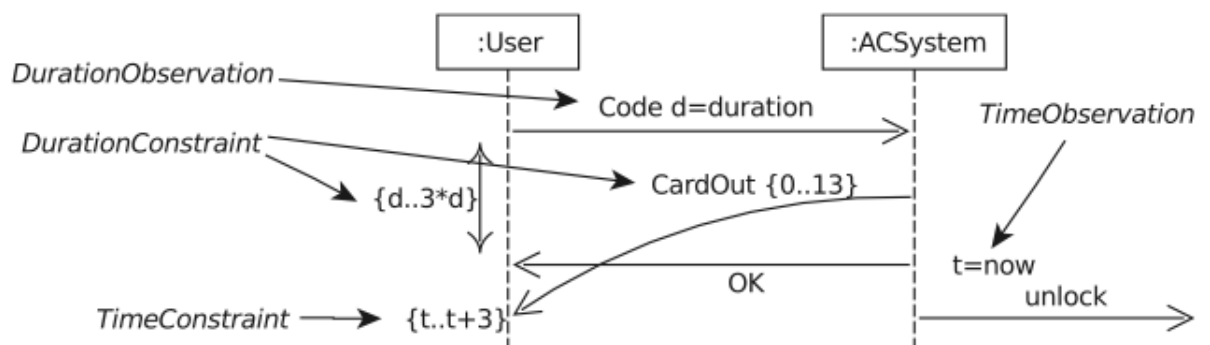 :User
:ACSystem
DurationObservation
Code d=duration
TimeObservation
DurationConstraint
CardOut {0..13}
{d..3*d}
t=now
OK
unlock
TimeConstraint
{t..t+3}